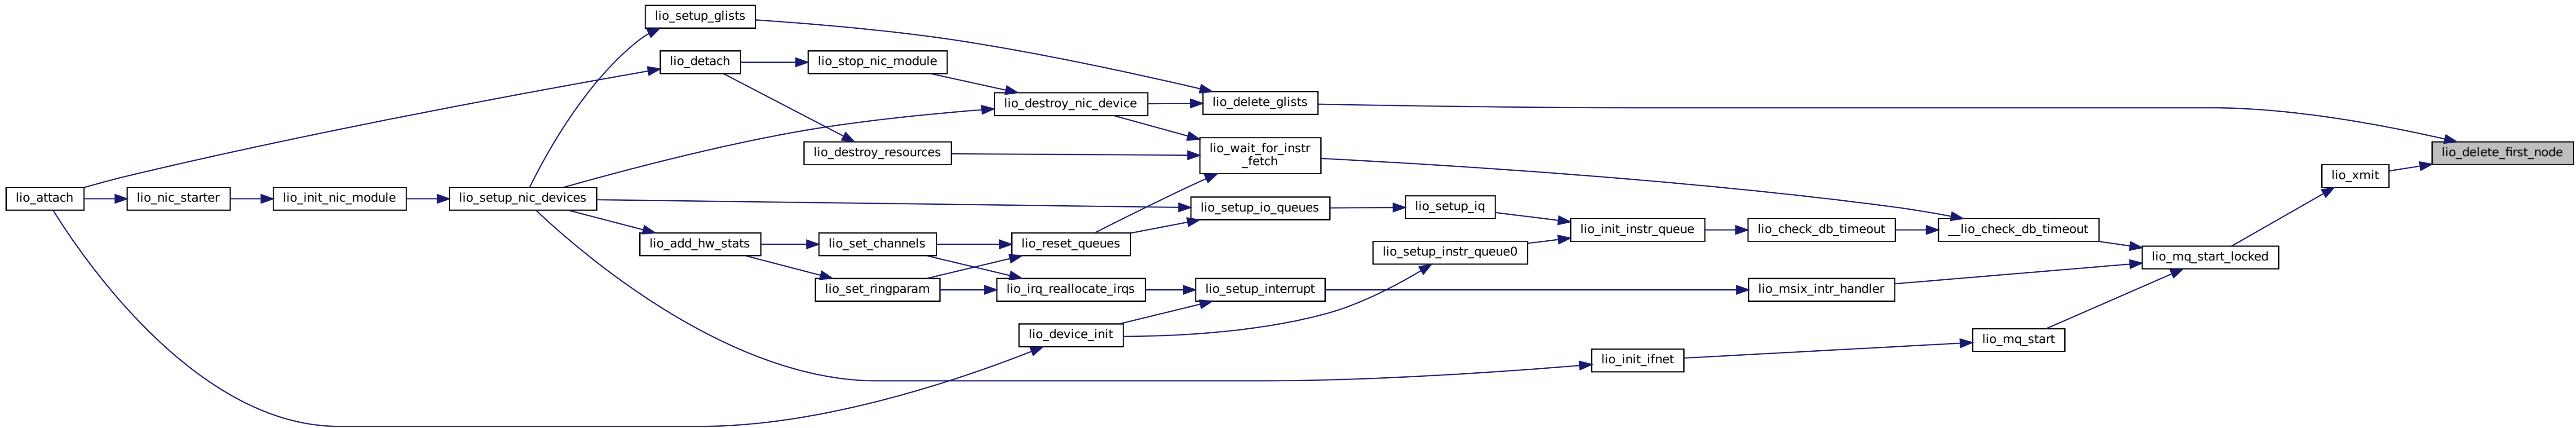 lio_setup_glists
lio_detach
lio_stop_nic_module
lio_destroy_nic_device
lio_delete_glists
lio_destroy_resources
lio_wait_for_instr
_fetch
lio_delete_first_node
lio_xmit
lio_attach
lio_nic_starter
lio_init_nic_module
lio_setup_nic_devices
lio_setup_io_queues
lio_setup_iq
lio_init_instr_queue
lio_check_db_timeout
__lio_check_db_timeout
lio_add_hw_stats
lio_set_channels
lio_reset_queues
lio_setup_instr_queue0
lio_mq_start_locked
lio_set_ringparam
lio_irq_reallocate_irqs
lio_setup_interrupt
lio_msix_intr_handler
lio_device_init
lio_mq_start
lio_init_ifnet